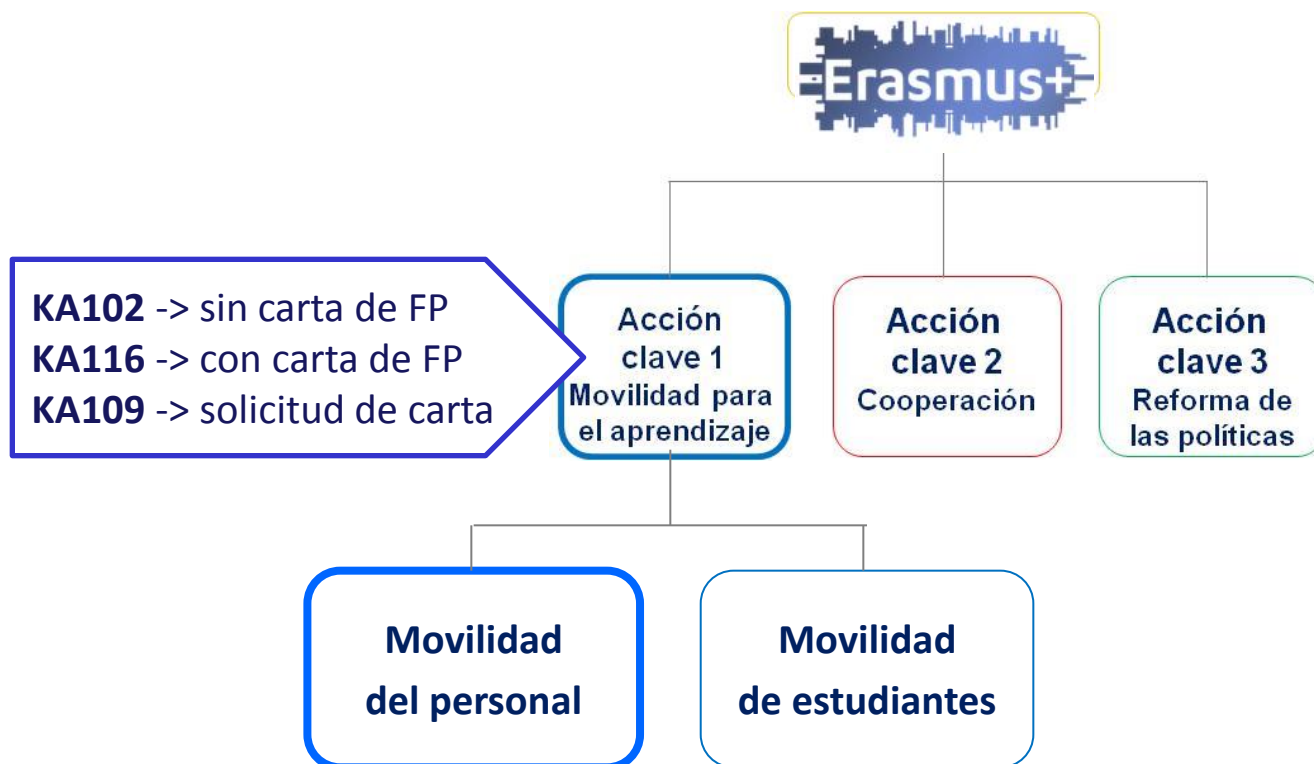 Erasmus+
KA102 -> sin carta de FP
KA116 -> con carta de FP
KA109 -> solicitud de carta
Acción
clave 1
Movilidad para
el aprendizaje
Acción
clave 2
Cooperación
Acción
clave 3
Reforma de
las políticas
Movilidad
del personal
Movilidad
de estudiantes